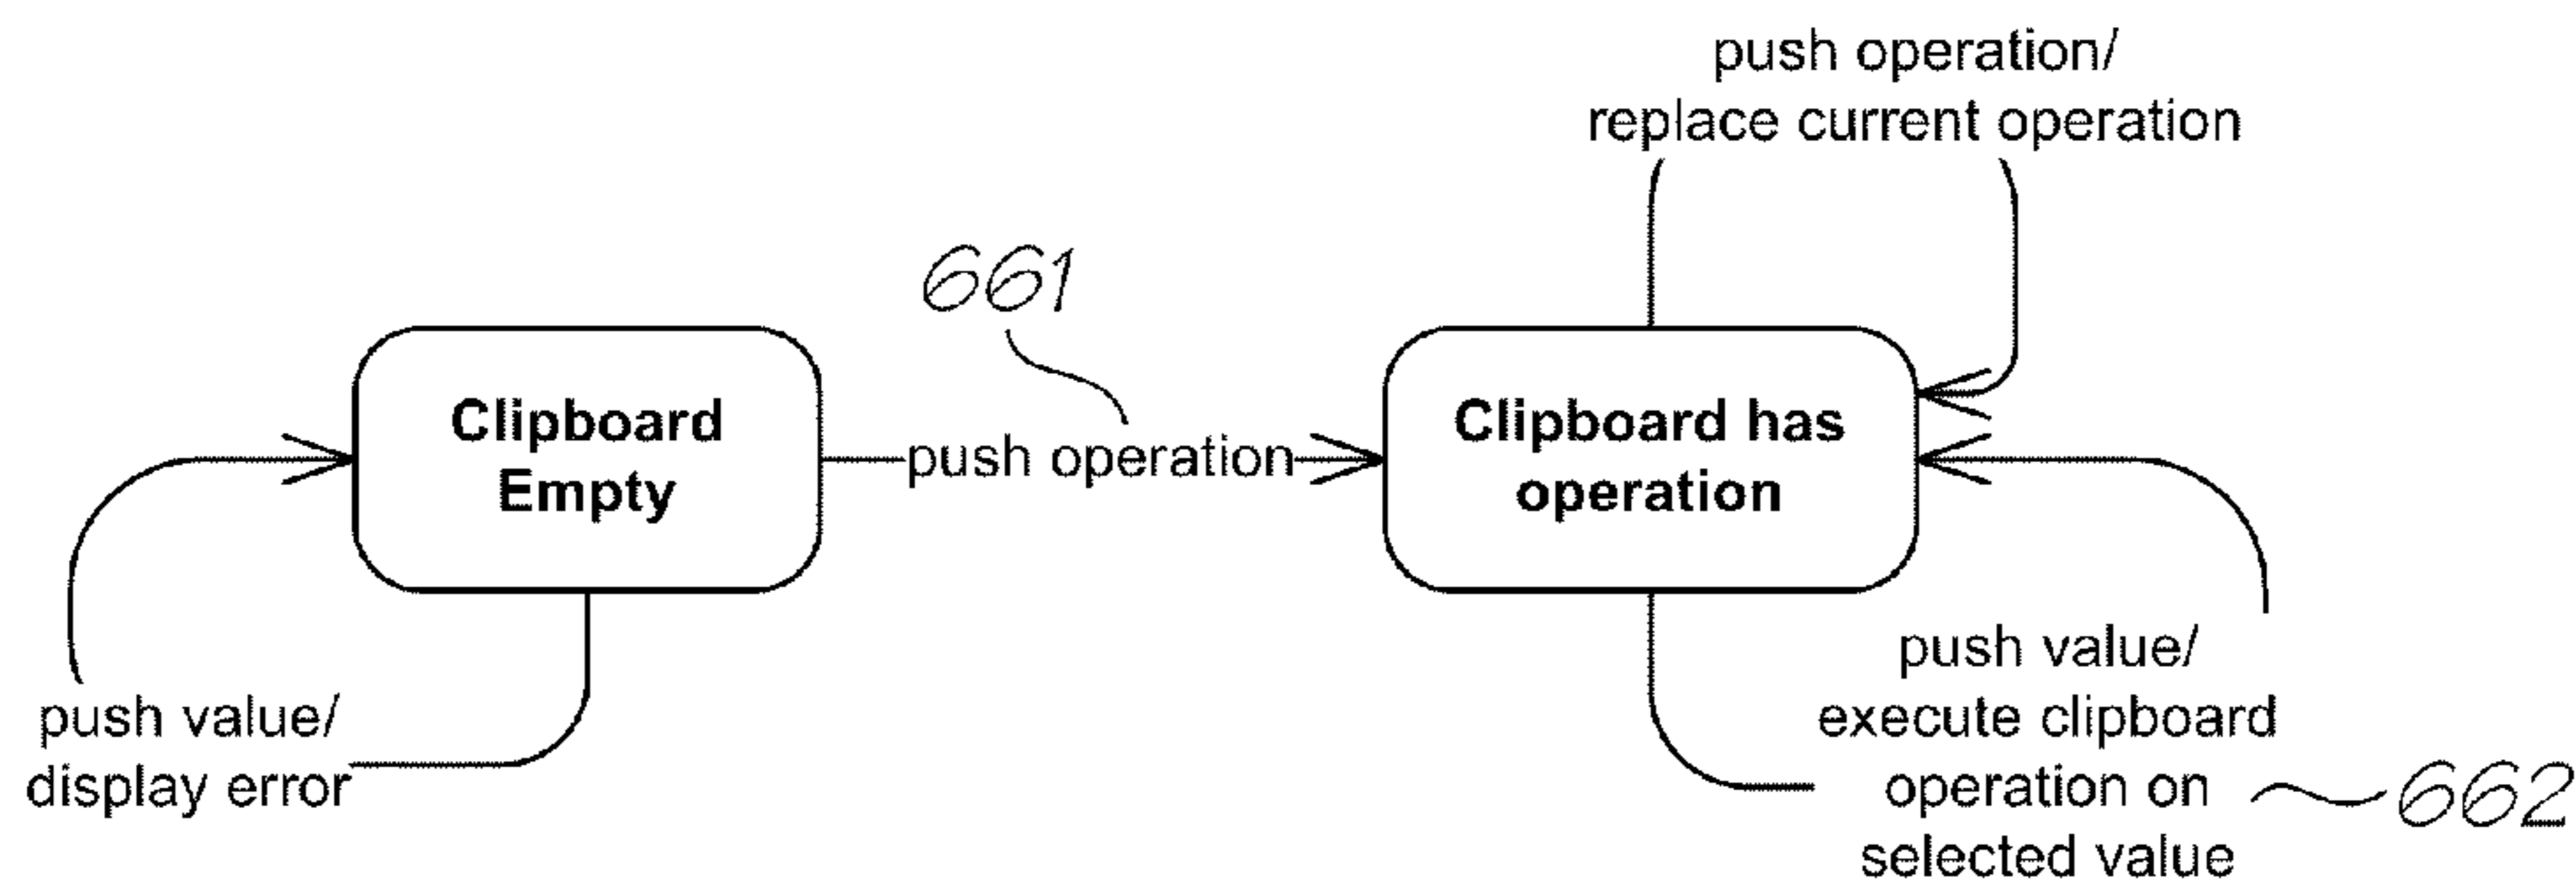 push operation/
replace current operation
661
Clipboard
Empty
push operation
Clipboard has
operation
push value/
display error
push value/
execute clipboard
operation on
selected value
662